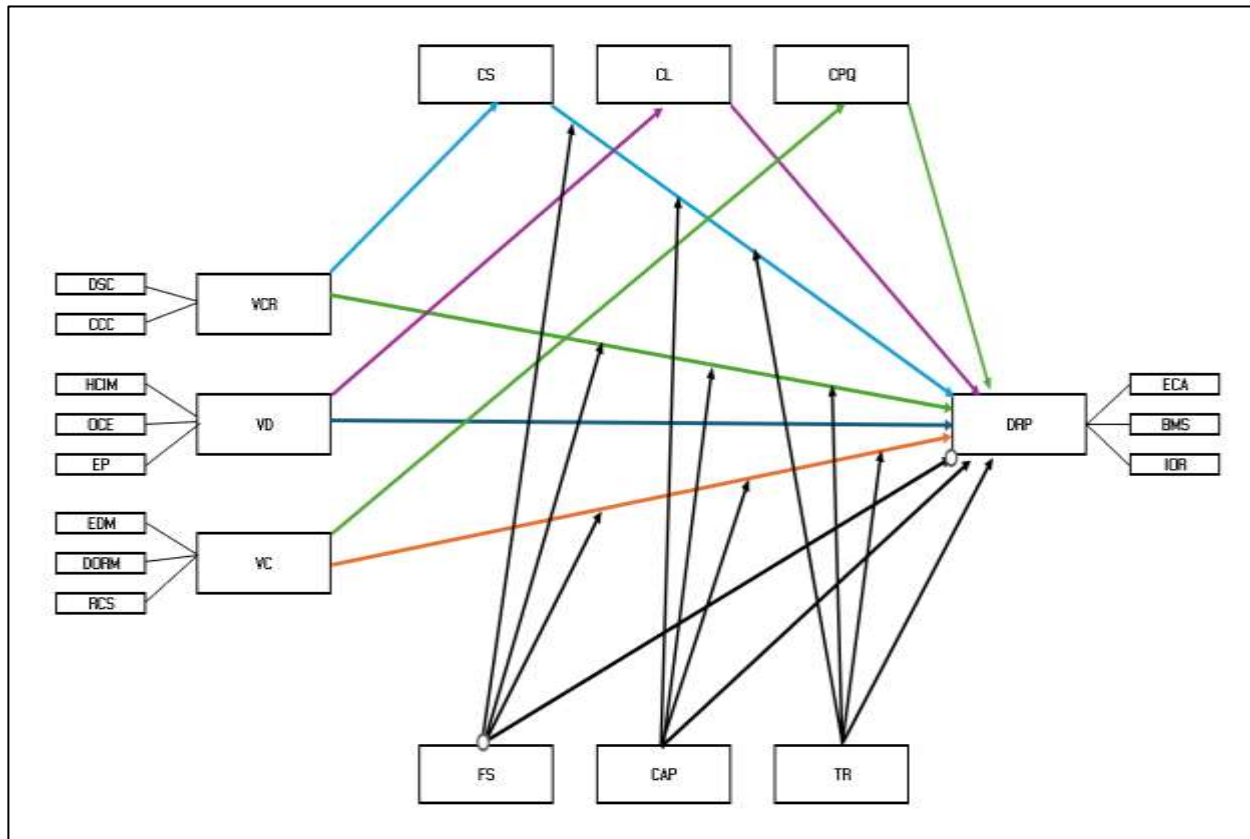 CS
CL
CPQ
DSC
CCC
VCR
HCIM
OCE
EP
VD
EDM
DORM
RCS
VC
DRP
ECA
BMS
IOR
FS
CAP
TR